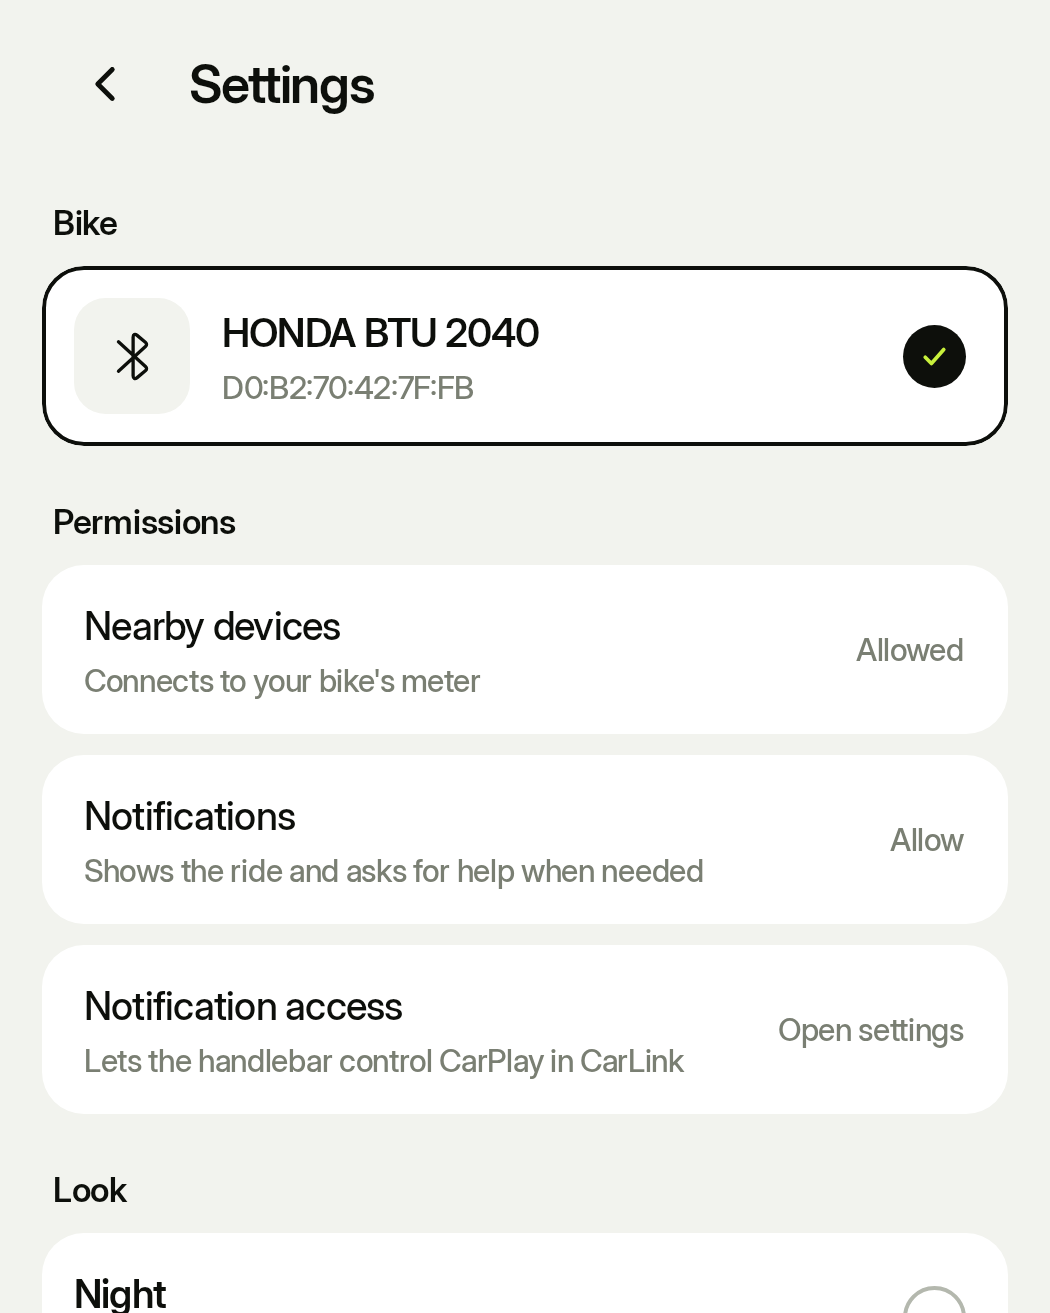 Settings
Bike
HONDA BTU 2040
D0:B2:70:42:7F:FB
Permissions
Nearby devices
Connects to your bike's meter
Allowed
Notifications
Shows the ride and asks for help when needed
Allow
Notification access
Lets the handlebar control CarPlay in CarLink
Open settings
Look
Night